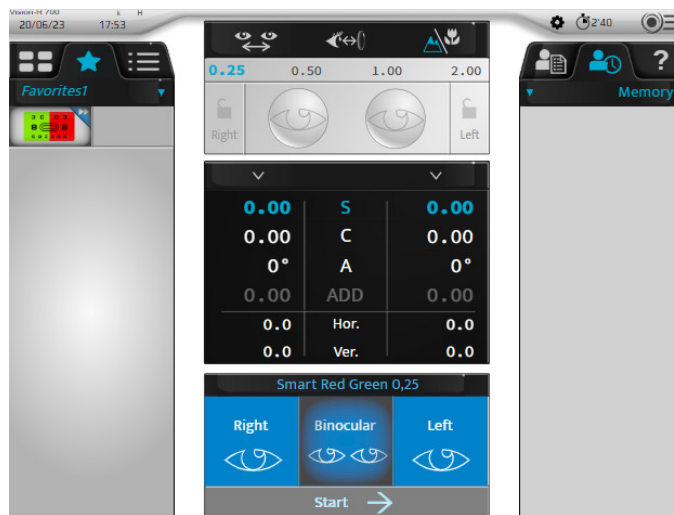 Vision-R 700
20/06/23 17:53
2'40
?
Favorites1
Memory
0.25 0.50 1.00 2.00
Right Left
0.00 S 0.00
0.00 C 0.00
0° A 0°
0.00 ADD 0.00
0.0 Hor. 0.0
0.0 Ver. 0.0
Smart Red Green 0,25
Right Binocular Left
Start